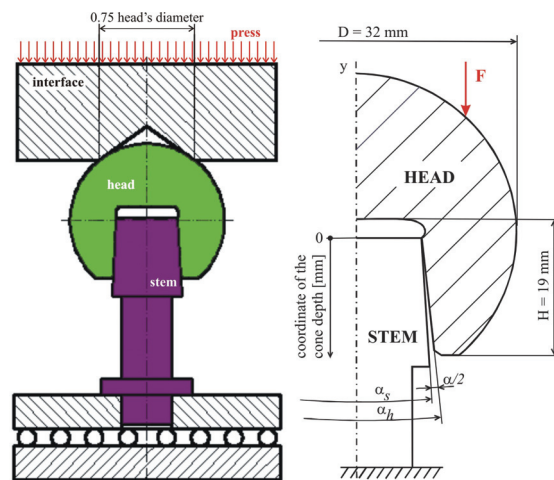 0.75 head's diameter
press
interface
head
stem
D = 32 mm
y
F
HEAD
0
coordinate of the
cone depth [mm]
STEM
H = 19 mm
α/2
αs
αh